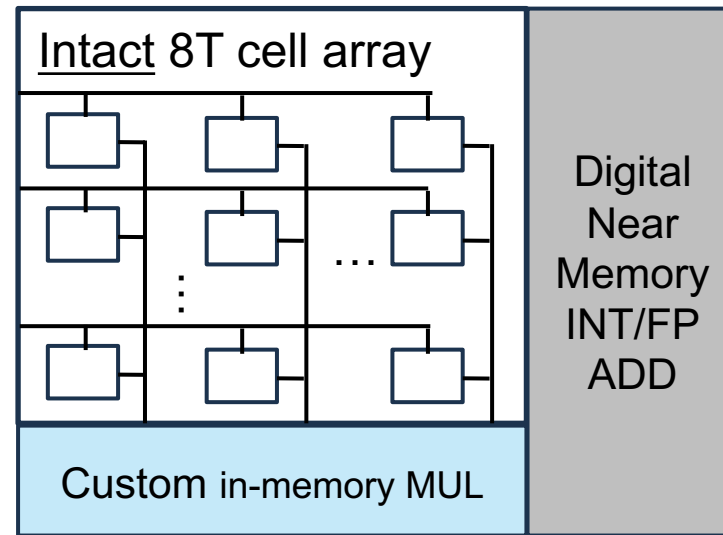 Intact 8T cell array
...
⋮
Digital
Near
Memory
INT/FP
ADD
Custom in-memory MUL